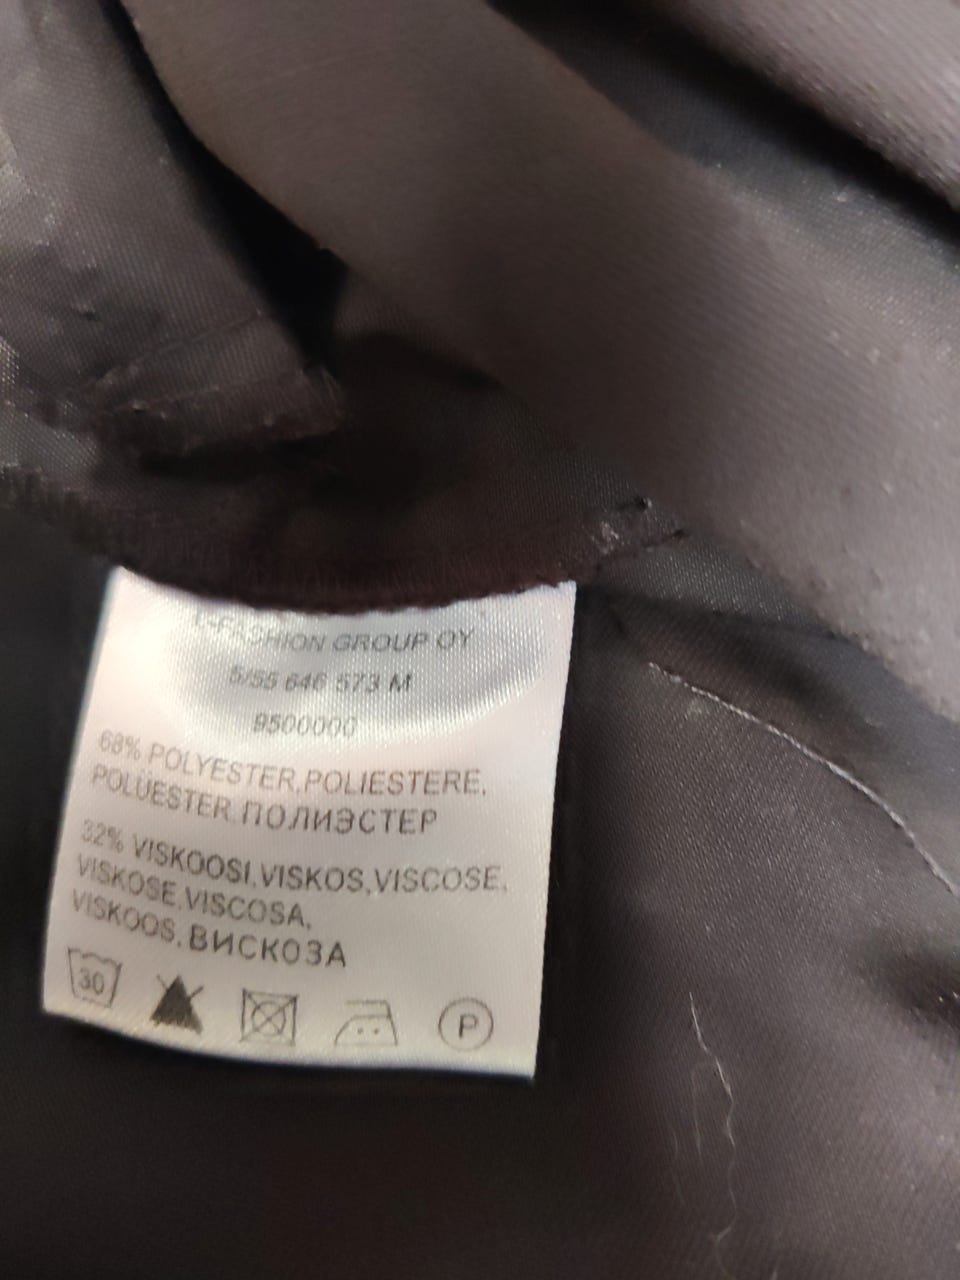 L-FASHION GROUP OY
5/55 646 573 M
9500000
68% POLYESTER,POLIESTERE,
POLÜESTER,ПОЛИЭСТЕР
32% VISKOOSI,VISKOS,VISCOSE,
VISKOSE,VISCOSA,
VISKOOS,ВИСКОЗА
30
P